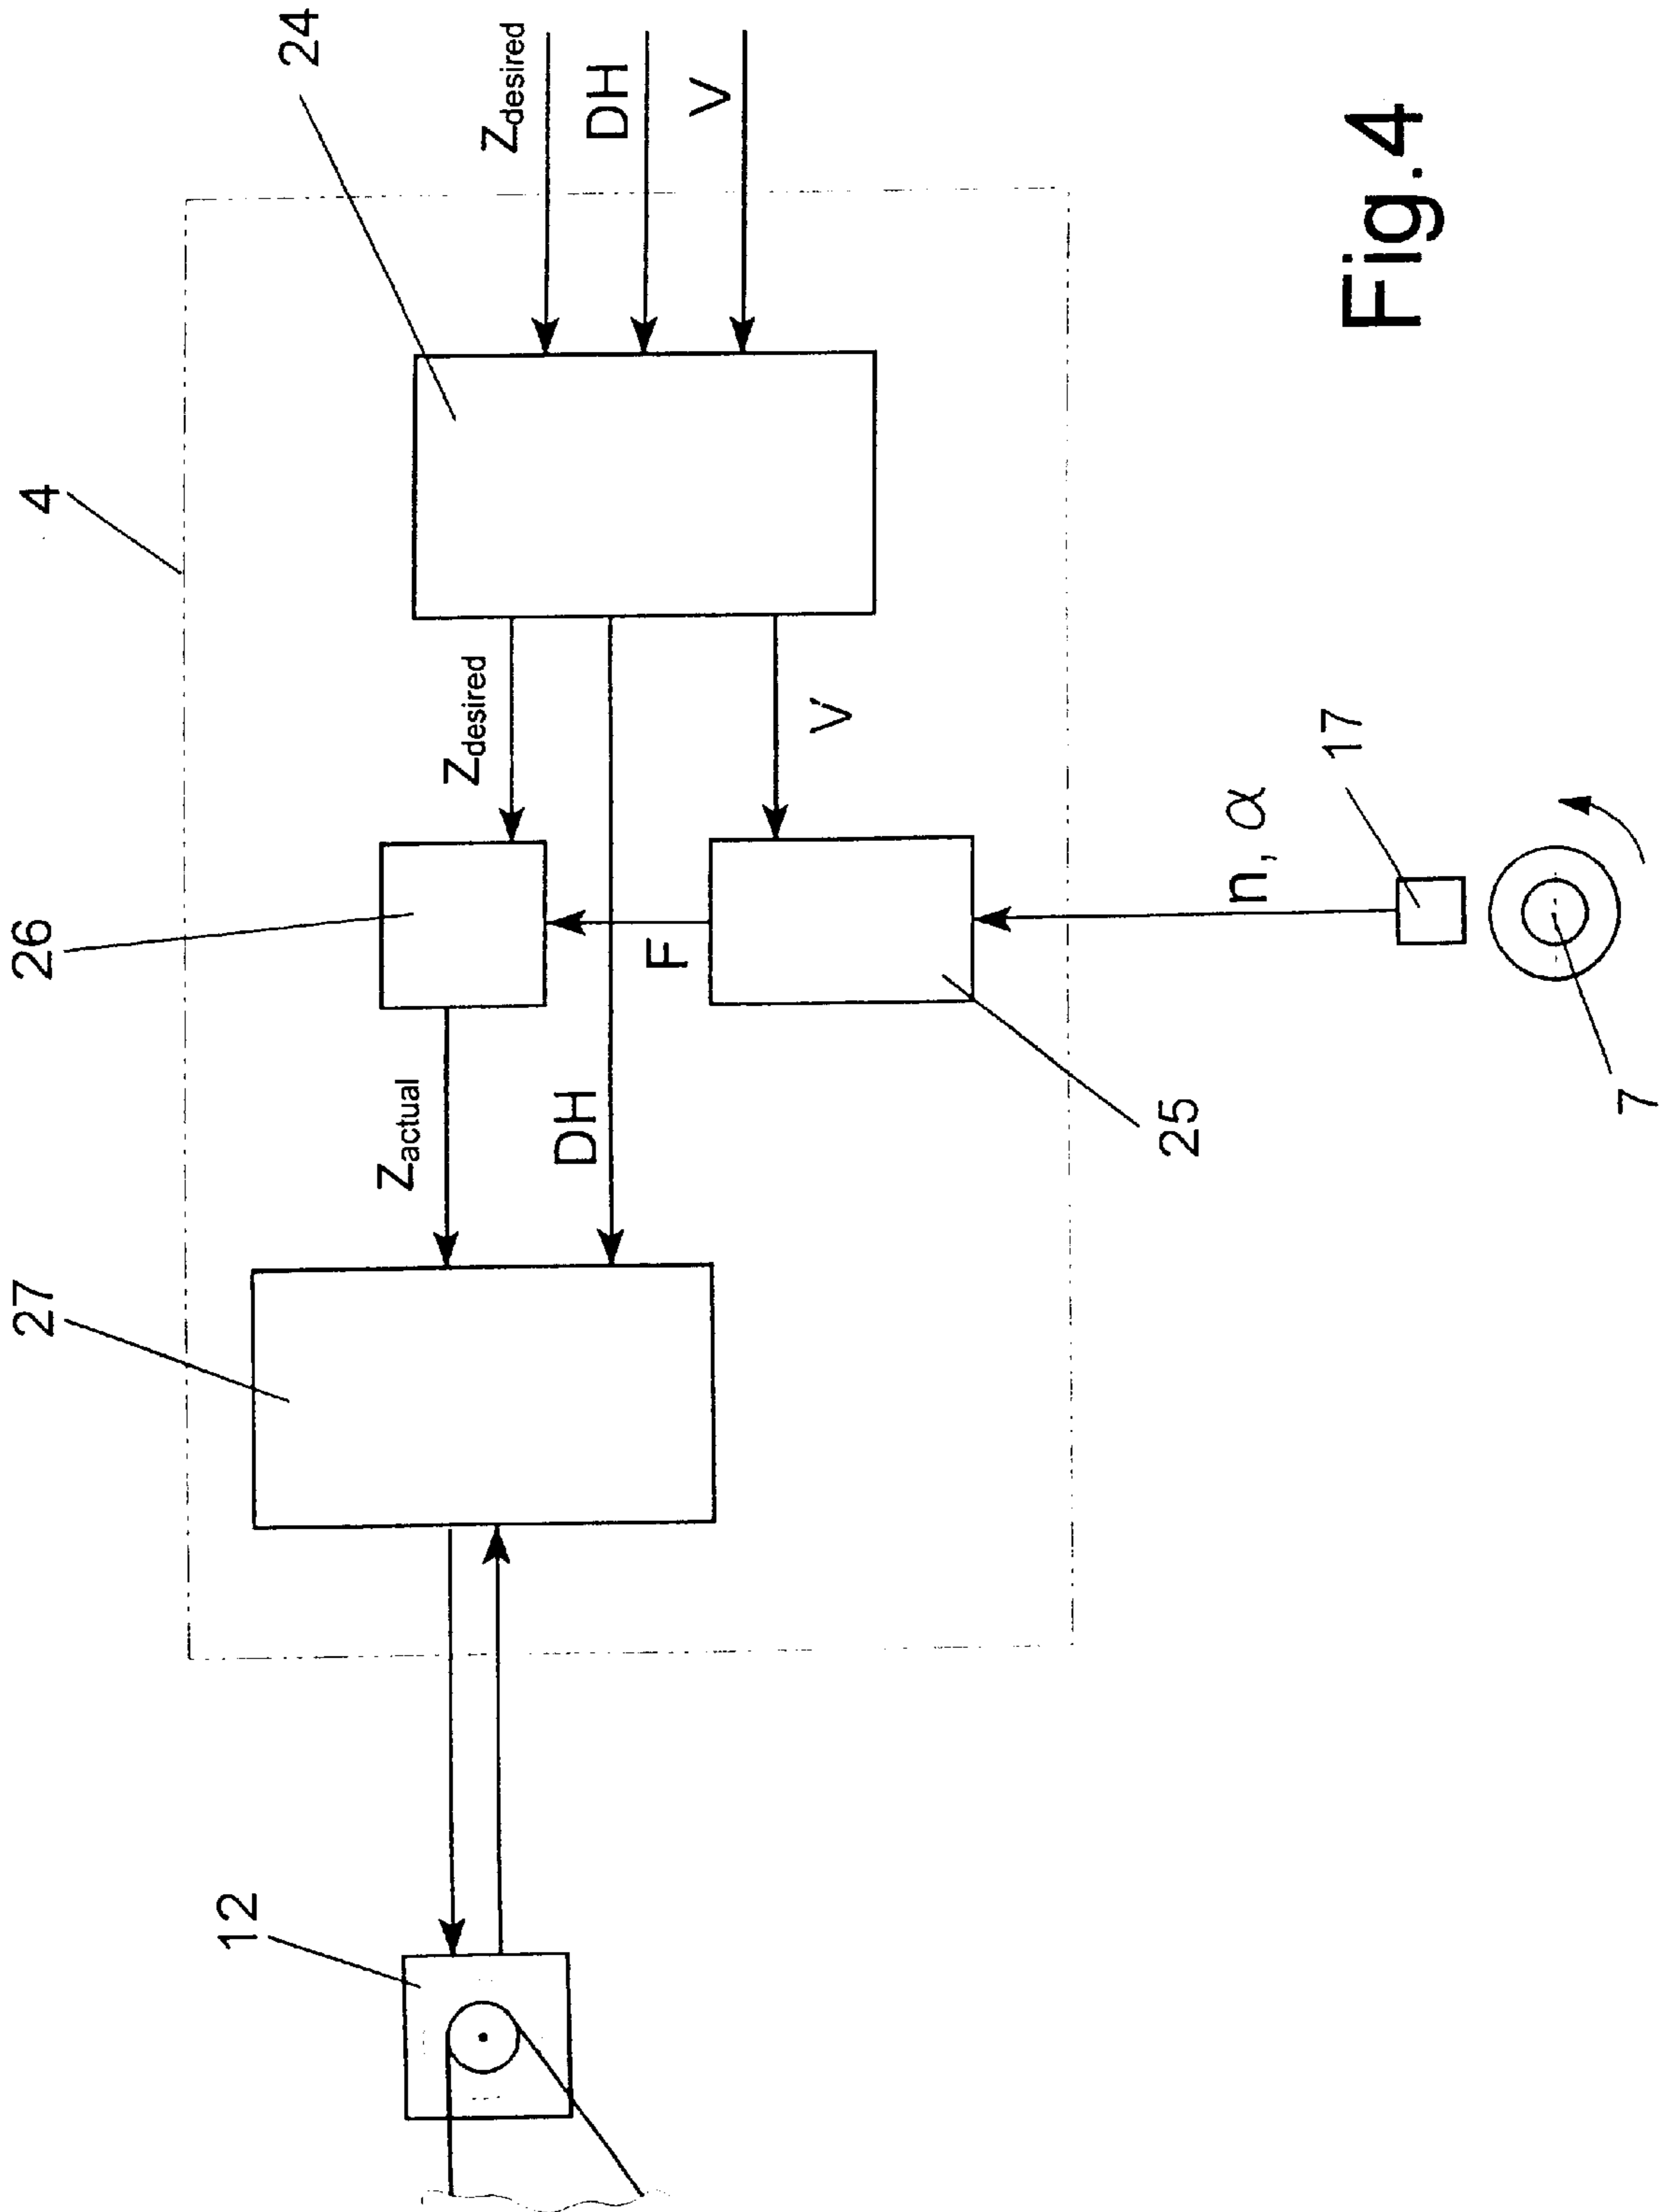 27
26
4
12
24
Zactual
Zdesired
Zdesired
DH
DH
F
V
V
25
n, α
17
Fig.4
7